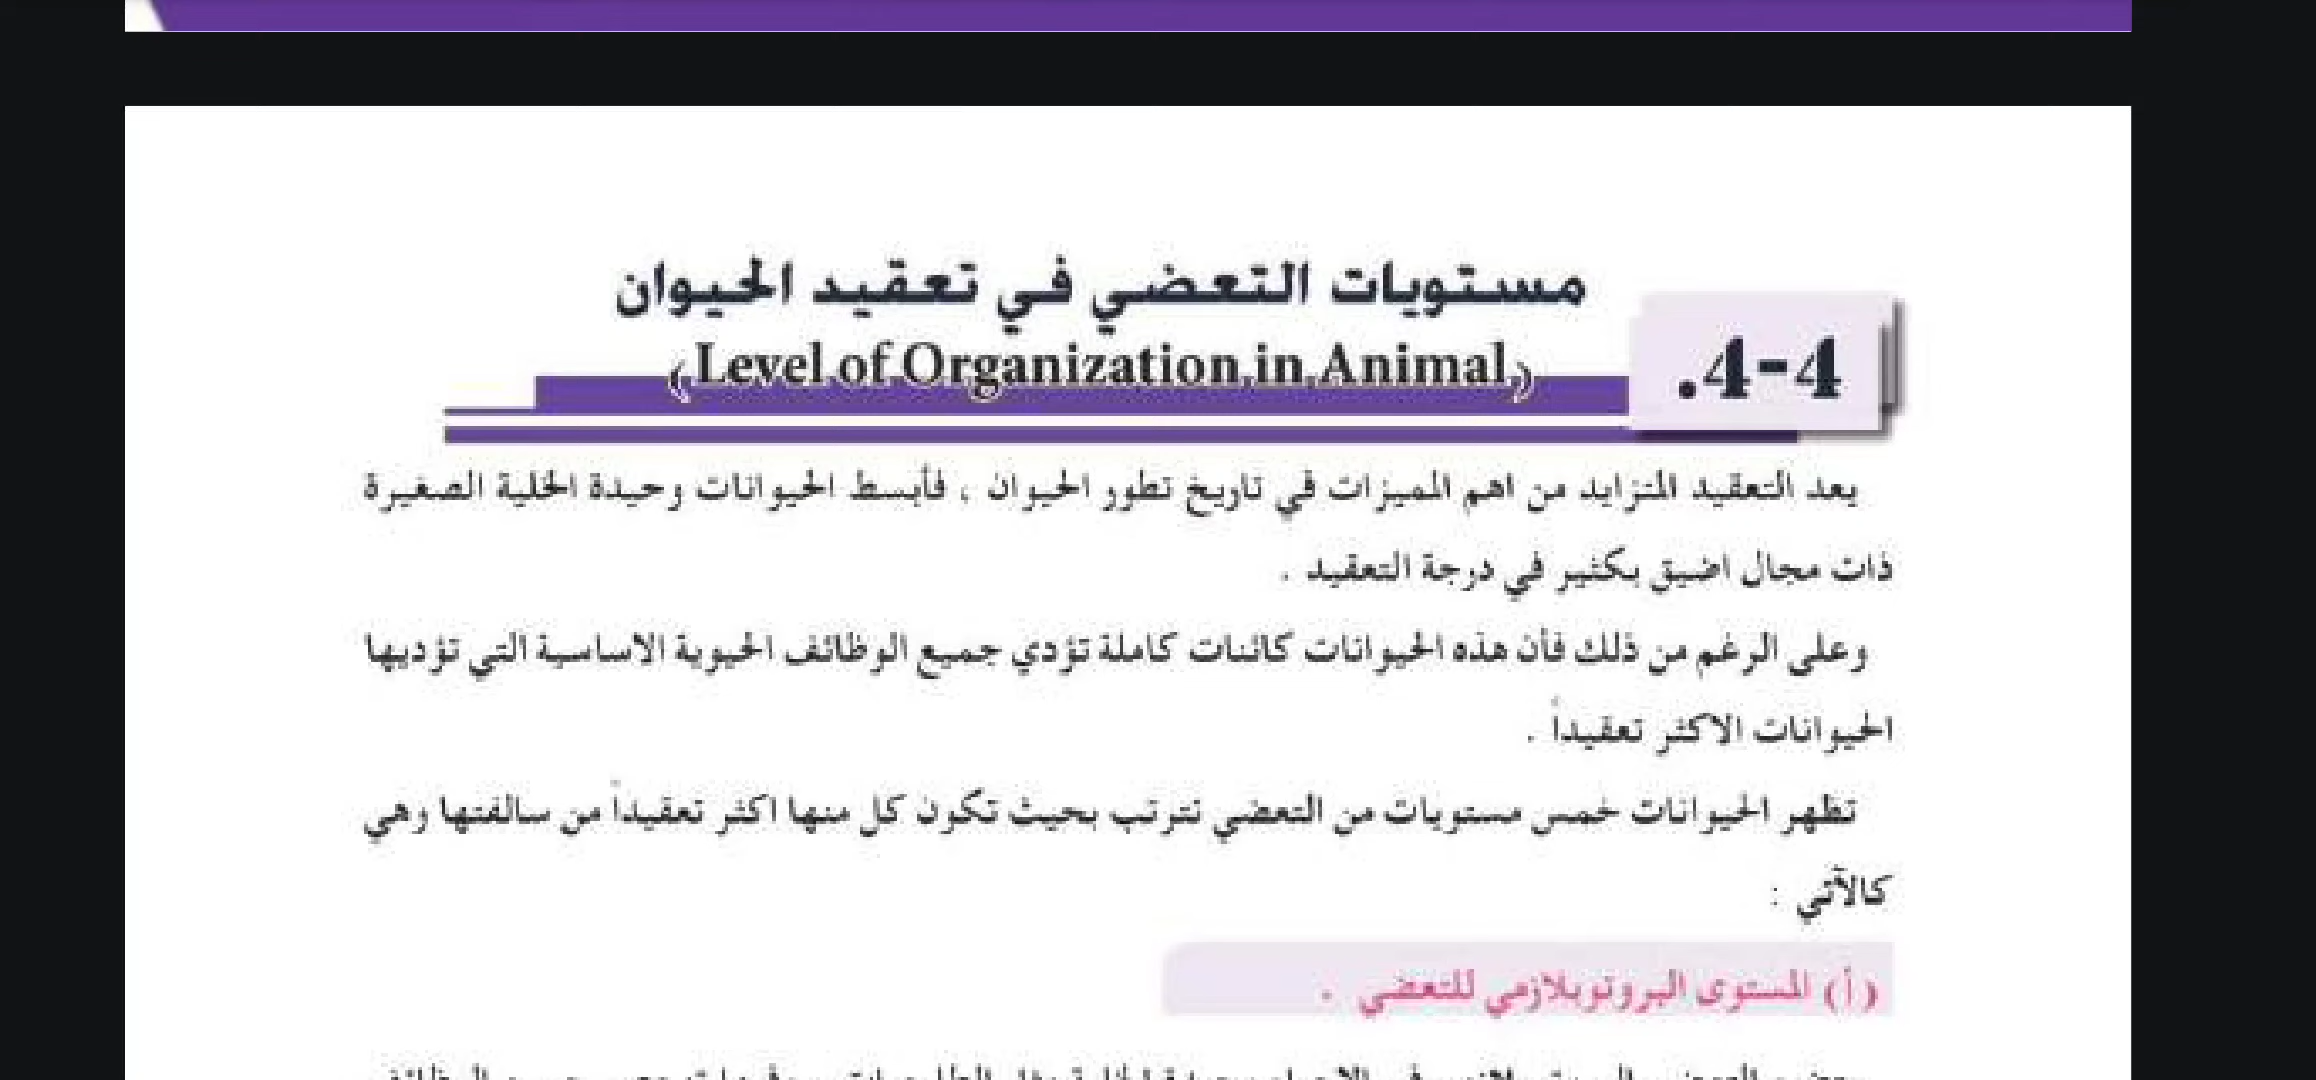 مستويات التعضي في تعقيد الحيوان
4-4.
(Level of Organization in Animal)
يعد التعقيد المتزايد من اهم المميزات في تاريخ تطور الحيوان ، فأبسط الحيوانات وحيدة الخلية الصغيرة
ذات مجال اضيق بكثير في درجة التعقيد .
وعلى الرغم من ذلك فأن هذه الحيوانات كائنات كاملة تؤدي جميع الوظائف الحيوية الاساسية التي تؤديها
الحيوانات الاكثر تعقيداً .
تظهر الحيوانات خمس مستويات من التعضي تترتب بحيث تكون كل منها اكثر تعقيداً من سالفتها وهي
كالآتي :
(أ) المستوى البروتوبلازمي للتعضي .